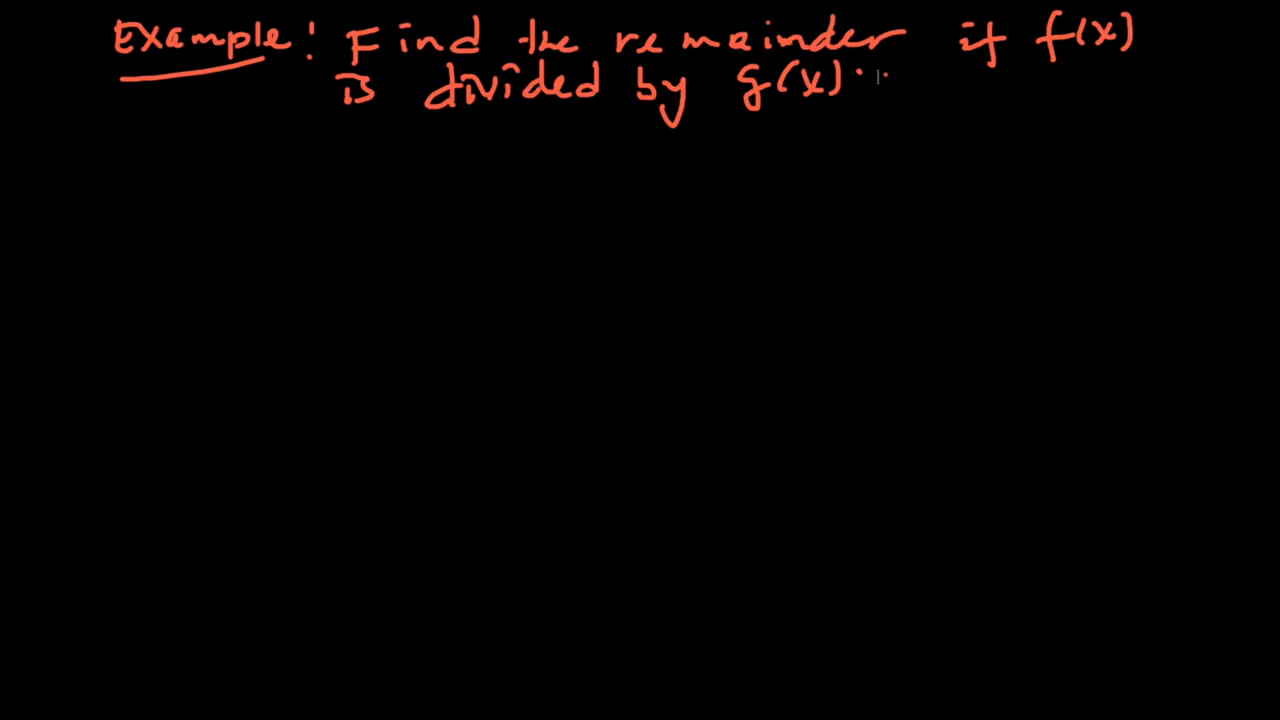 Example: Find the remainder if f(x)
is divided by g(x)..